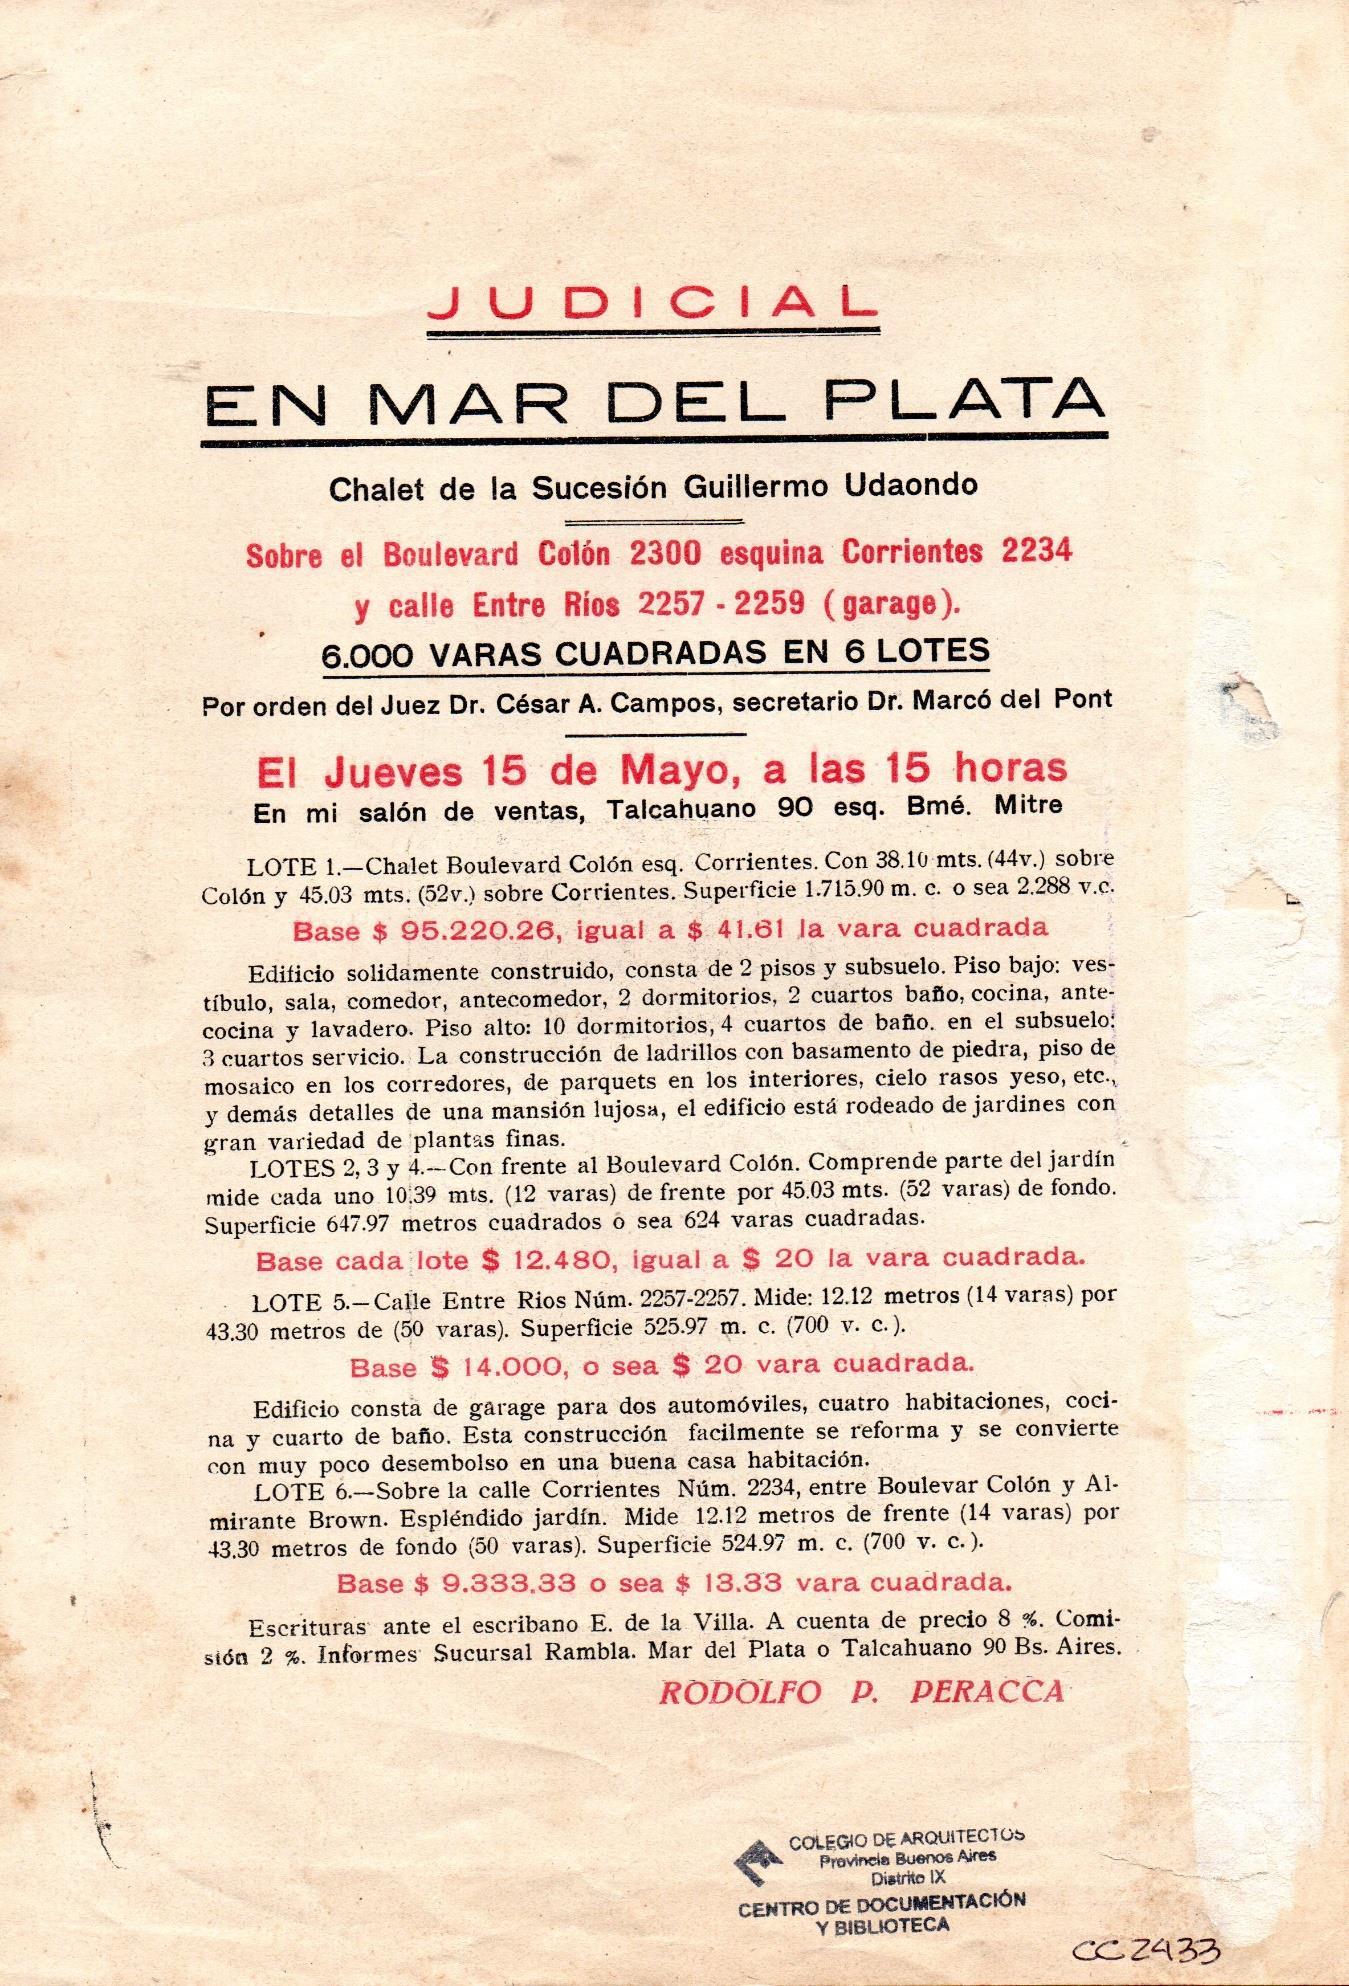 JUDICIAL
EN MAR DEL PLATA
Chalet de la Sucesión Guillermo Udaondo
Sobre el Boulevard Colón 2300 esquina Corrientes 2234
y calle Entre Ríos 2257 - 2259 (garage).
6.000 VARAS CUADRADAS EN 6 LOTES
Por orden del Juez Dr. César A. Campos, secretario Dr. Marcó del Pont
El Jueves 15 de Mayo, a las 15 horas
En mi salón de ventas, Talcahuano 90 esq. Bmé. Mitre
LOTE 1.—Chalet Boulevard Colón esq. Corrientes. Con 38.10 mts. (44v.) sobre
Colón y 45.03 mts. (52v.) sobre Corrientes. Superficie 1.715.90 m. c. o sea 2.288 v.c.
Base $ 95.220.26, igual a $ 41.61 la vara cuadrada
Edificio solidamente construido, consta de 2 pisos y subsuelo. Piso bajo: ves-
tíbulo, sala, comedor, antecomedor, 2 dormitorios, 2 cuartos baño, cocina, ante-
cocina y lavadero. Piso alto: 10 dormitorios, 4 cuartos de baño. en el subsuelo:
3 cuartos servicio. La construcción de ladrillos con basamento de piedra, piso de
mosaico en los corredores, de parquets en los interiores, cielo rasos yeso, etc.,
y demás detalles de una mansión lujosa, el edificio está rodeado de jardines con
gran variedad de plantas finas.
LOTES 2, 3 y 4.—Con frente al Boulevard Colón. Comprende parte del jardín
mide cada uno 10.39 mts. (12 varas) de frente por 45.03 mts. (52 varas) de fondo.
Superficie 647.97 metros cuadrados o sea 624 varas cuadradas.
Base cada lote $ 12.480, igual a $ 20 la vara cuadrada.
LOTE 5.—Calle Entre Rios Núm. 2257-2257. Mide: 12.12 metros (14 varas) por
43.30 metros de (50 varas). Superficie 525.97 m. c. (700 v. c.).
Base $ 14.000, o sea $ 20 vara cuadrada.
Edificio consta de garage para dos automóviles, cuatro habitaciones, coci-
na y cuarto de baño. Esta construcción facilmente se reforma y se convierte
con muy poco desembolso en una buena casa habitación.
LOTE 6.—Sobre la calle Corrientes Núm. 2234, entre Boulevar Colón y Al-
mirante Brown. Espléndido jardín. Mide 12.12 metros de frente (14 varas) por
43.30 metros de fondo (50 varas). Superficie 524.97 m. c. (700 v. c.).
Base $ 9.333.33 o sea $ 13.33 vara cuadrada.
Escrituras ante el escribano E. de la Villa. A cuenta de precio 8 %. Comi-
sión 2 %. Informes Sucursal Rambla. Mar del Plata o Talcahuano 90 Bs. Aires.
RODOLFO P. PERACCA
COLEGIO DE ARQUITECTOS
Provincia Buenos Aires
Distrito IX
CENTRO DE DOCUMENTACIÓN
Y BIBLIOTECA
CC2433